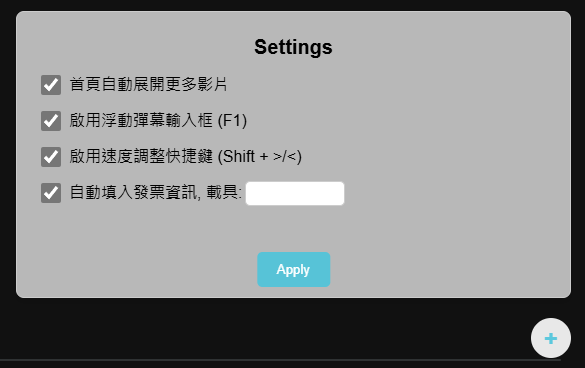 Settings
首頁自動展開更多影片
啟用浮動彈幕輸入框 (F1)
啟用速度調整快捷鍵 (Shift + >/<)
自動填入發票資訊, 載具:
Apply
+